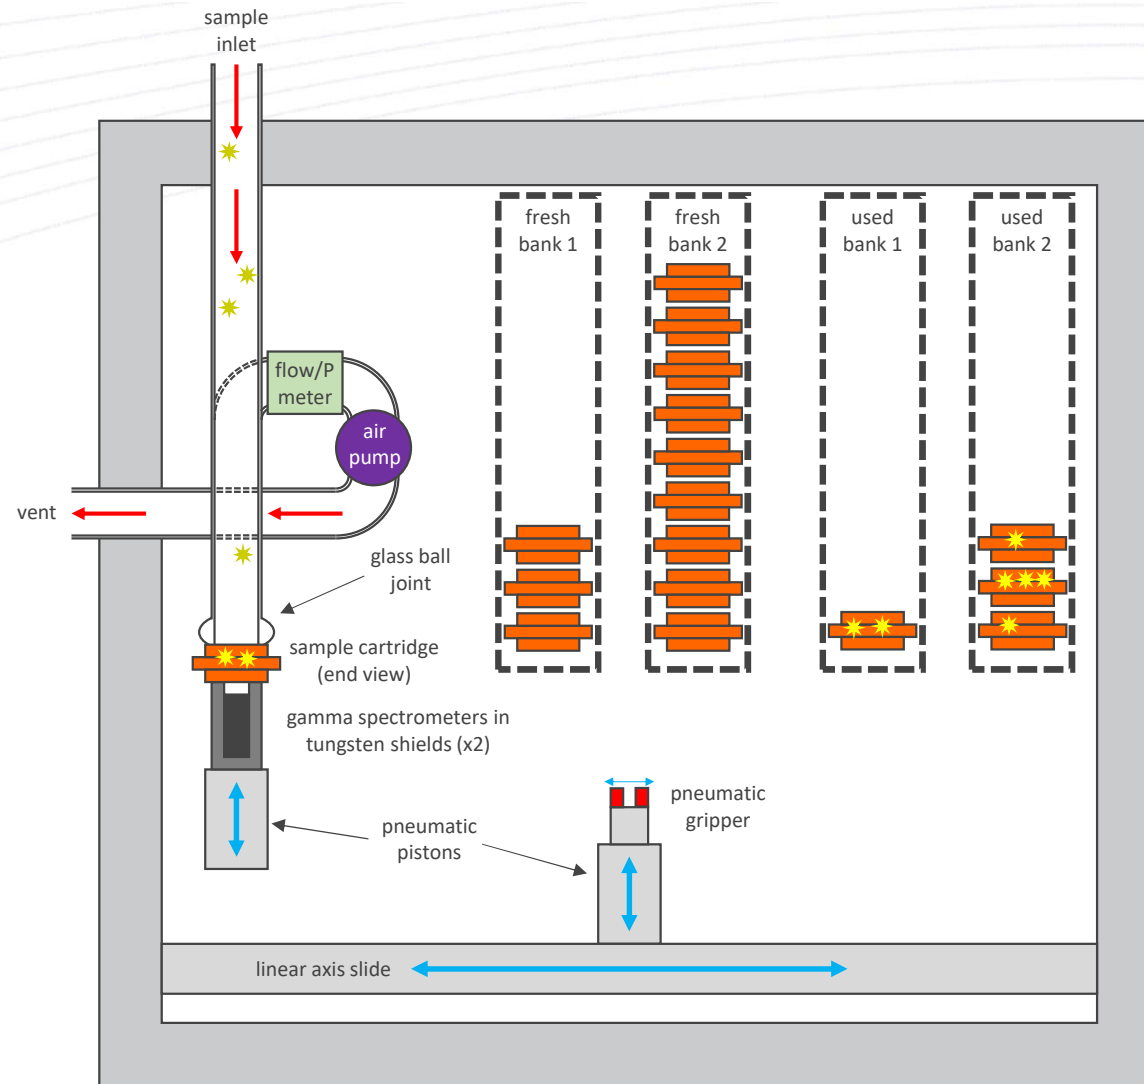 sample
inlet
fresh
bank 1
fresh
bank 2
used
bank 1
used
bank 2
flow/P
meter
air
pump
vent
glass ball
joint
sample cartridge
(end view)
gamma spectrometers in
tungsten shields (x2)
pneumatic
gripper
pneumatic
pistons
linear axis slide